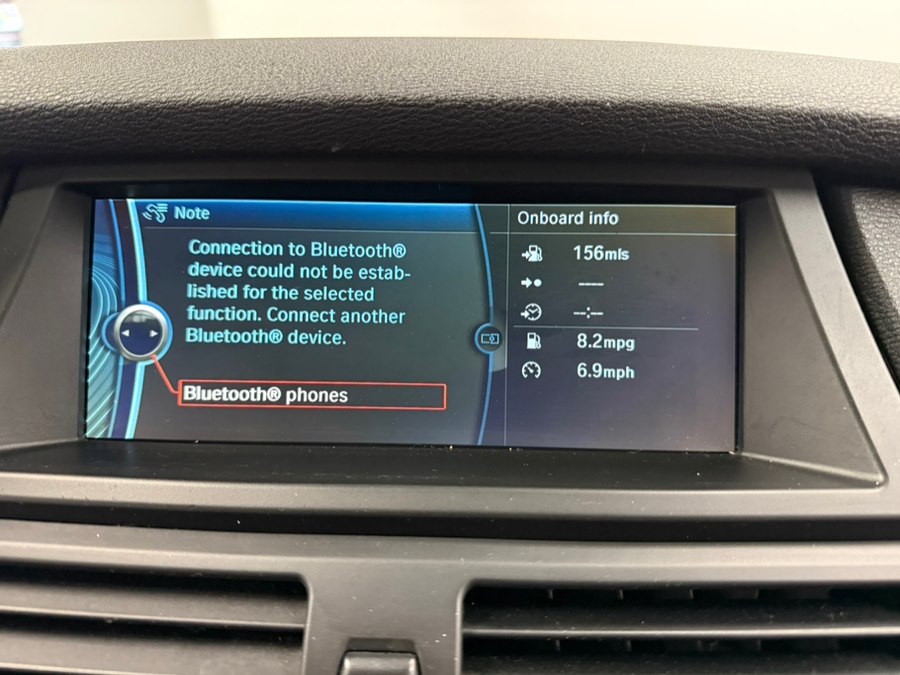 Note
Connection to Bluetooth®
device could not be estab-
lished for the selected
function. Connect another
Bluetooth® device.
Bluetooth® phones
Onboard info
156mls
----
--:--
8.2mpg
6.9mph